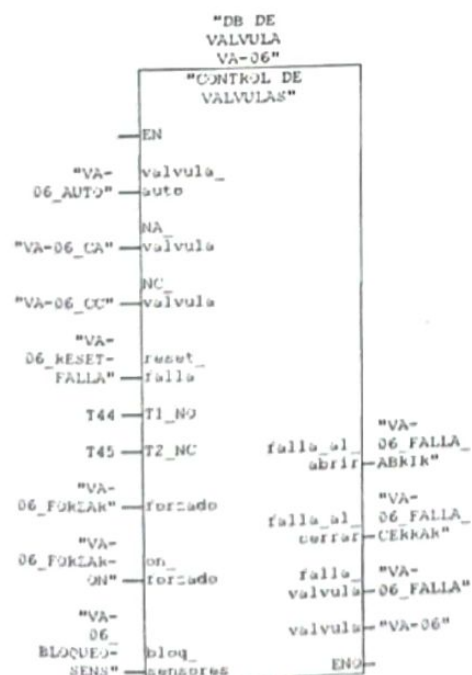 "DB DE
VALVULA
VA-06"
"CONTROL DE
VALVULAS"
EN
"VA-
06_AUTO"
valvula_
auto
"VA-06_CA"
NA_
valvula
"VA-06_CC"
NC_
valvula
"VA-
06_RESET-
FALLA"
reset_
falla
T44
T1_NO
T45
T2_NC
"VA-
06_FORZAR"
forzado
"VA-
06_FORZAR-
ON"
on_
forzado
"VA-
06_
BLOQUEO-
SENS"
bloq_
sensores
falla_al_
abrir
"VA-
06_FALLA_
ABRIR"
falla_al_
cerrar
"VA-
06_FALLA_
CERRAR"
falla_
valvula
"VA-
06_FALLA"
valvula
"VA-06"
ENO